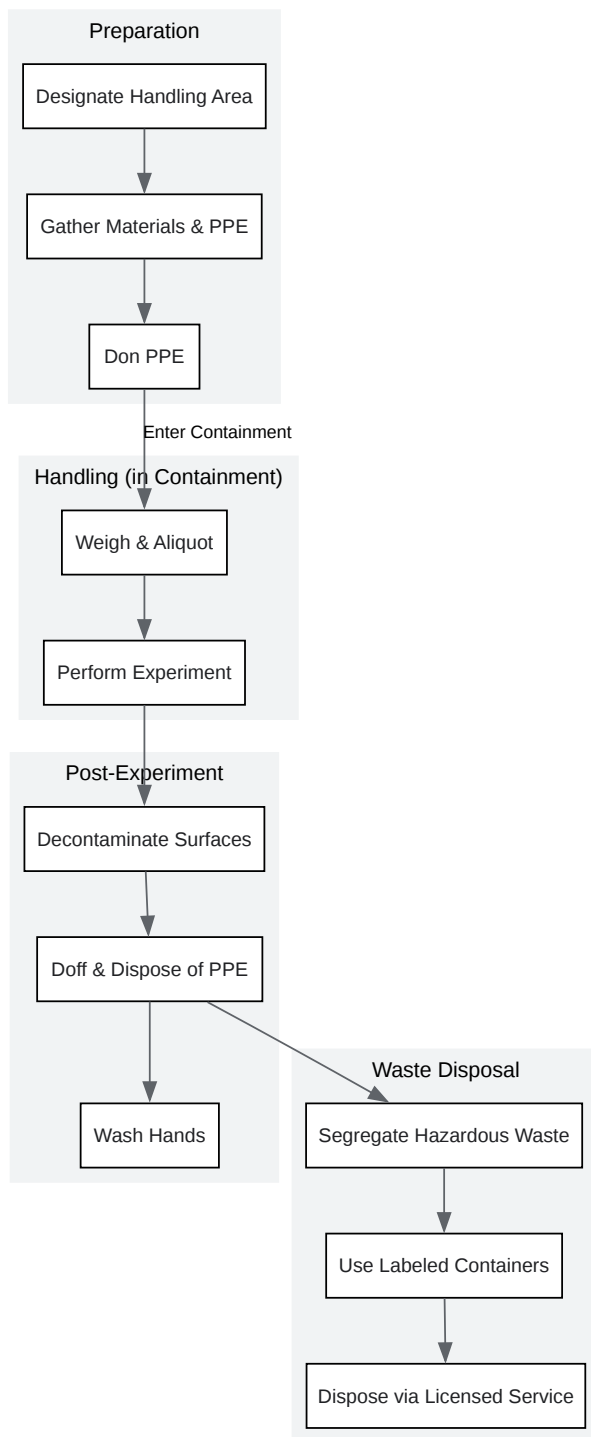 Preparation
Designate Handling Area
Gather Materials & PPE
Don PPE
Enter Containment
Handling (in Containment)
Weigh & Aliquot
Perform Experiment
Post-Experiment
Decontaminate Surfaces
Doff & Dispose of PPE
Wash Hands
Waste Disposal
Segregate Hazardous Waste
Use Labeled Containers
Dispose via Licensed Service